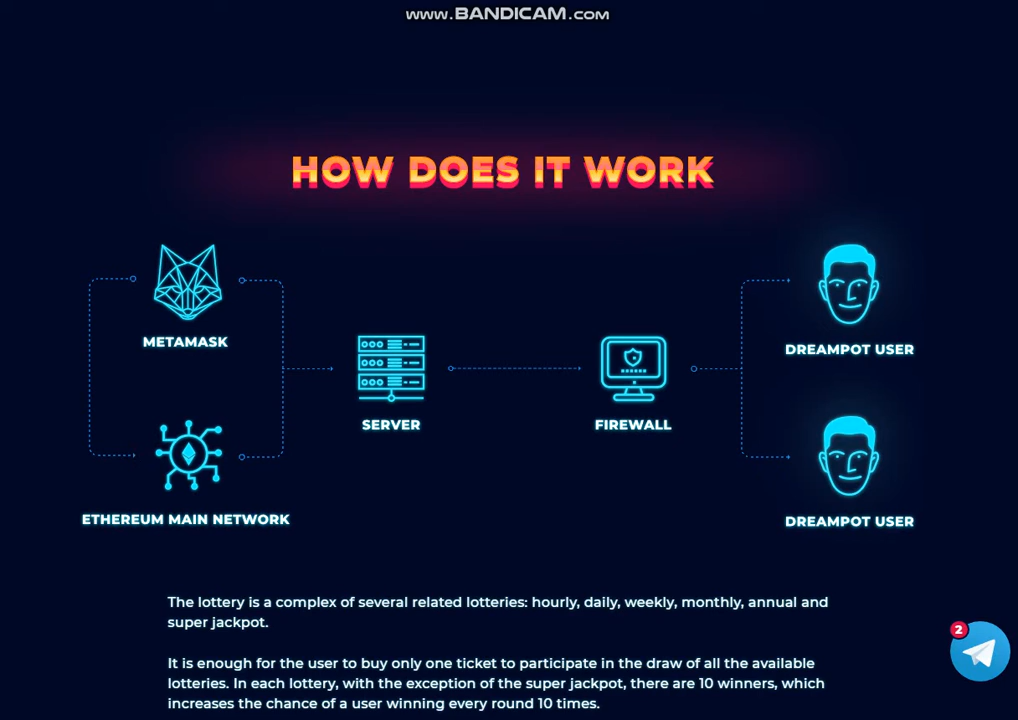 www.BANDICAM.com
HOW DOES IT WORK
METAMASK
DREAMPOT USER
SERVER
FIREWALL
ETHEREUM MAIN NETWORK
DREAMPOT USER
The lottery is a complex of several related lotteries: hourly, daily, weekly, monthly, annual and
super jackpot.
2
It is enough for the user to buy only one ticket to participate in the draw of all the available
lotteries. In each lottery, with the exception of the super jackpot, there are 10 winners, which
increases the chance of a user winning every round 10 times.